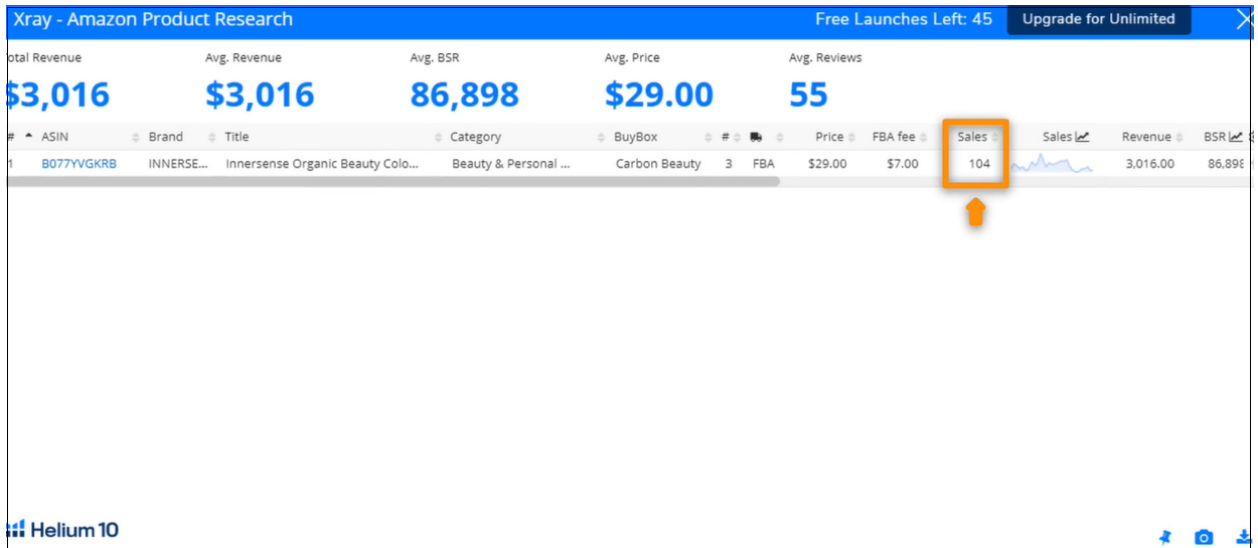 Xray - Amazon Product Research Free Launches Left: 45 Upgrade for Unlimited
otal Revenue Avg. Revenue Avg. BSR Avg. Price Avg. Reviews
$3,016 $3,016 86,898 $29.00 55
# ASIN Brand Title Category BuyBox # Price FBA fee Sales Sales Revenue BSR
1 B077YVGKRB INNERSE... Innersense Organic Beauty Colo... Beauty & Personal ... Carbon Beauty 3 FBA $29.00 $7.00 104 3,016.00 86,898
Helium 10